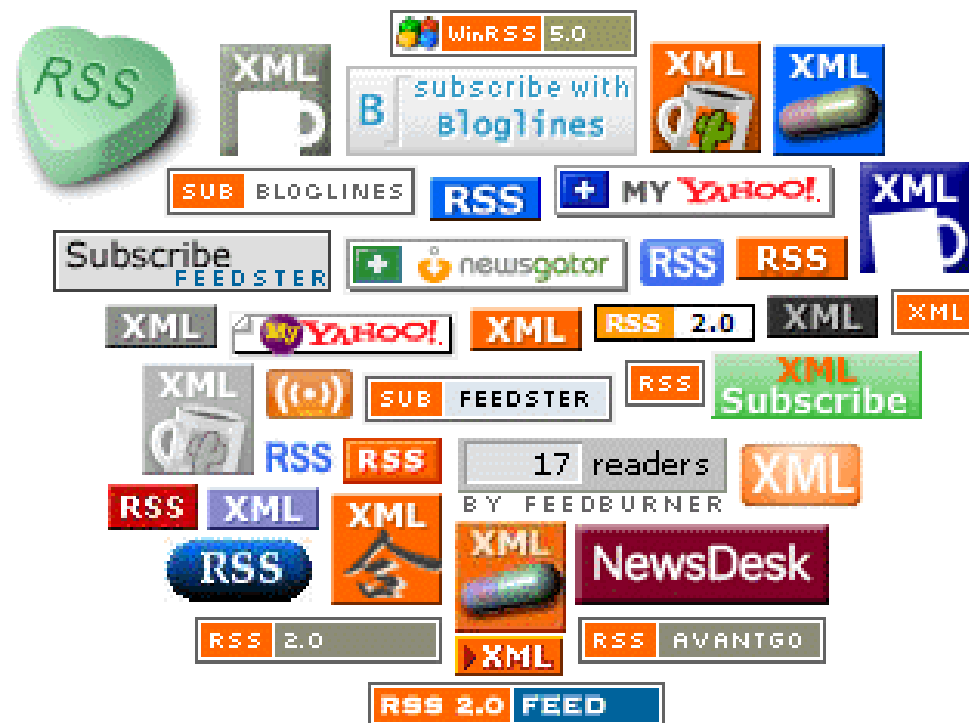 WinRSS 5.0
RSS
XML
subscribe with
Bloglines
XML
XML
SUB BLOGLINES
RSS
+ MY YAHOO!
XML
Subscribe
FEEDSTER
+ newsgator
RSS
RSS
XML
My YAHOO!
XML
RSS 2.0
XML
XML
XML
SUB FEEDSTER
RSS
XML
Subscribe
RSS
RSS
17 readers
BY FEEDBURNER
XML
RSS
XML
XML
合
RSS
XML
NewsDesk
RSS 2.0
XML
RSS AVANTGO
RSS 2.0 FEED